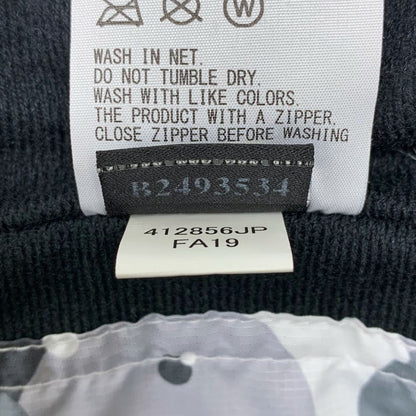 W
WASH IN NET.
DO NOT TUMBLE DRY.
WASH WITH LIKE COLORS.
THE PRODUCT WITH A ZIPPER,
CLOSE ZIPPER BEFORE WASHING
B2493534
412856JP
FA19